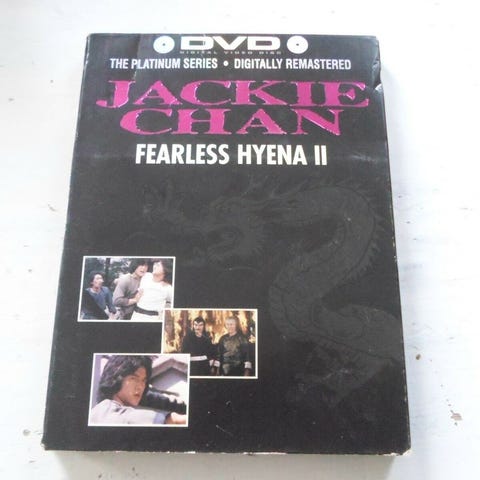 DVD
DIGITAL VIDEO DISC
THE PLATINUM SERIES • DIGITALLY REMASTERED
JACKIE
CHAN
FEARLESS HYENA II